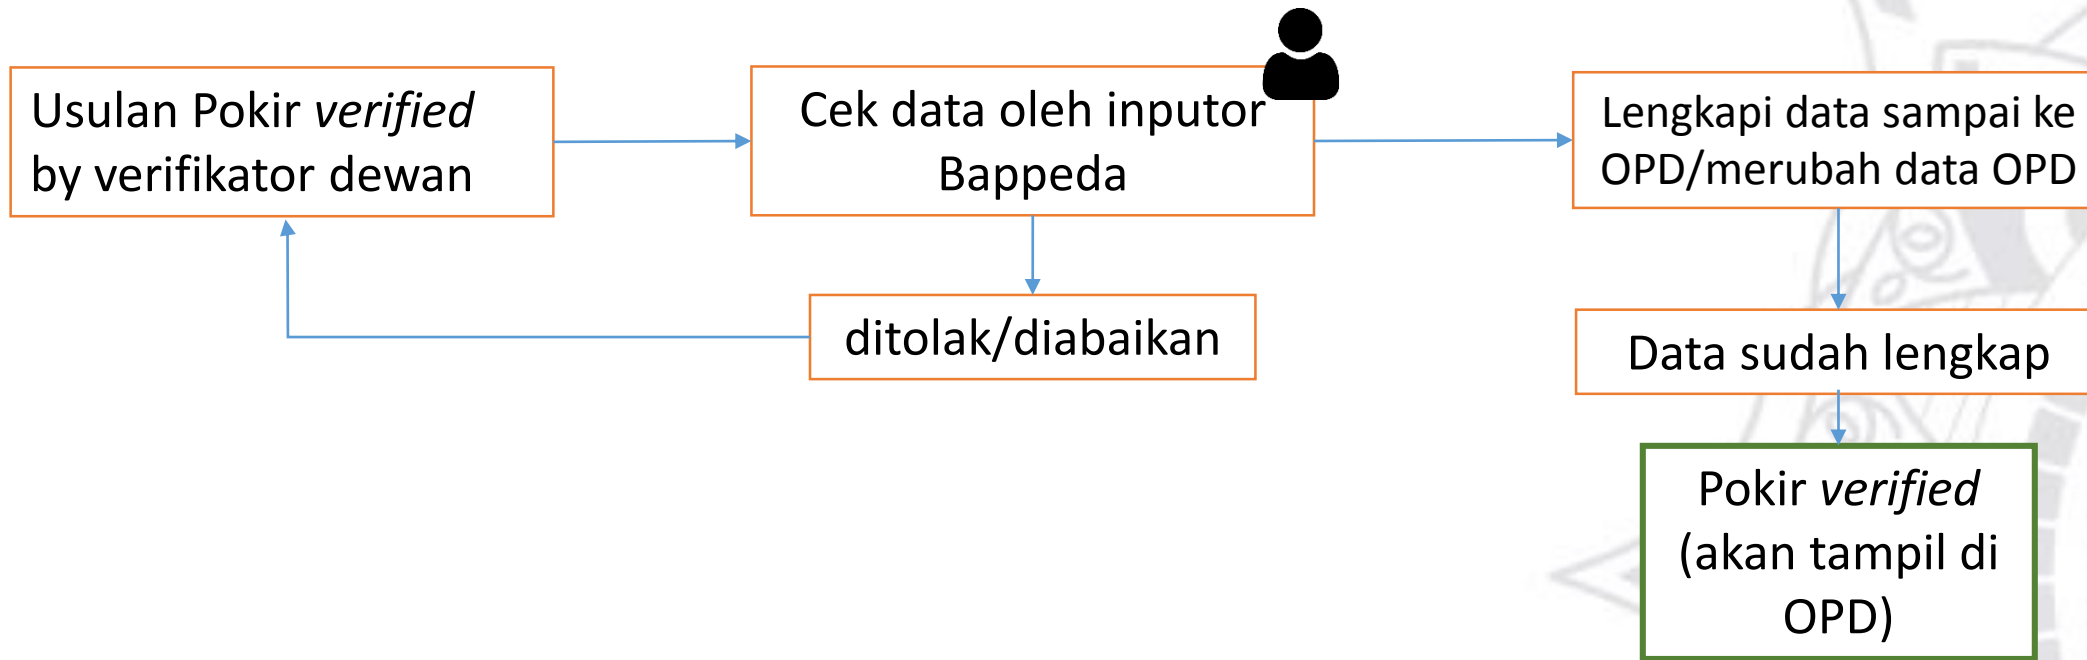 Usulan Pokir verified
by verifikator dewan
Cek data oleh inputor
Bappeda
Lengkapi data sampai ke
OPD/merubah data OPD
ditolak/diabaikan
Data sudah lengkap
Pokir verified
(akan tampil di
OPD)